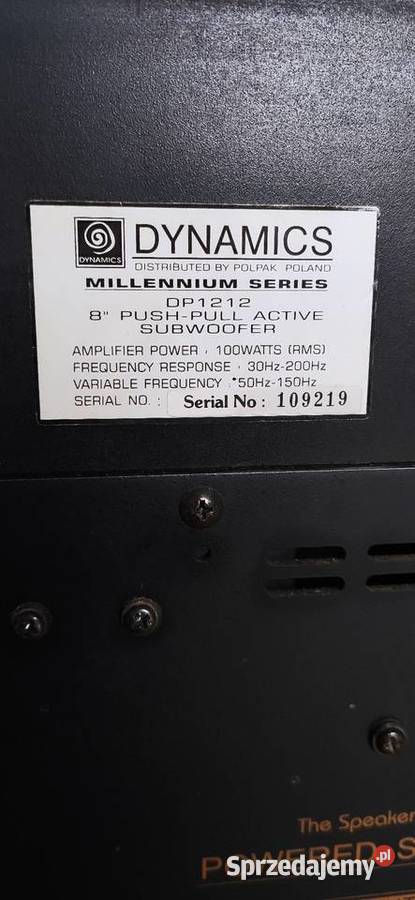 DYNAMICS
DYNAMICS
DISTRIBUTED BY POLPAK POLAND
MILLENNIUM SERIES
DP1212
8" PUSH-PULL ACTIVE
SUBWOOFER
AMPLIFIER POWER : 100WATTS (RMS)
FREQUENCY RESPONSE : 30Hz-200Hz
VARIABLE FREQUENCY :*50Hz-150Hz
SERIAL NO. : Serial No : 109219
The Speaker
POWERED S
Sprzedajemy.pl